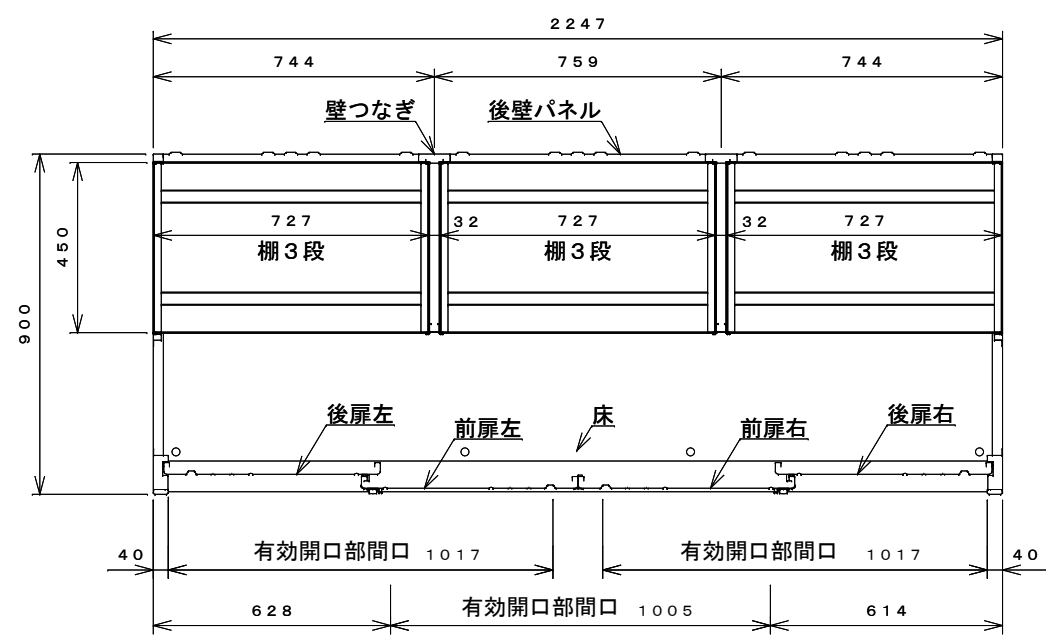 2247
744 759 744
壁つなぎ 後壁パネル
727 32 727 32 727
棚3段 棚3段 棚3段
450
900
後扉左 前扉左 床 前扉右 後扉右
40 有効開口部間口 1017 有効開口部間口 1017 40
628 有効開口部間口 1005 614